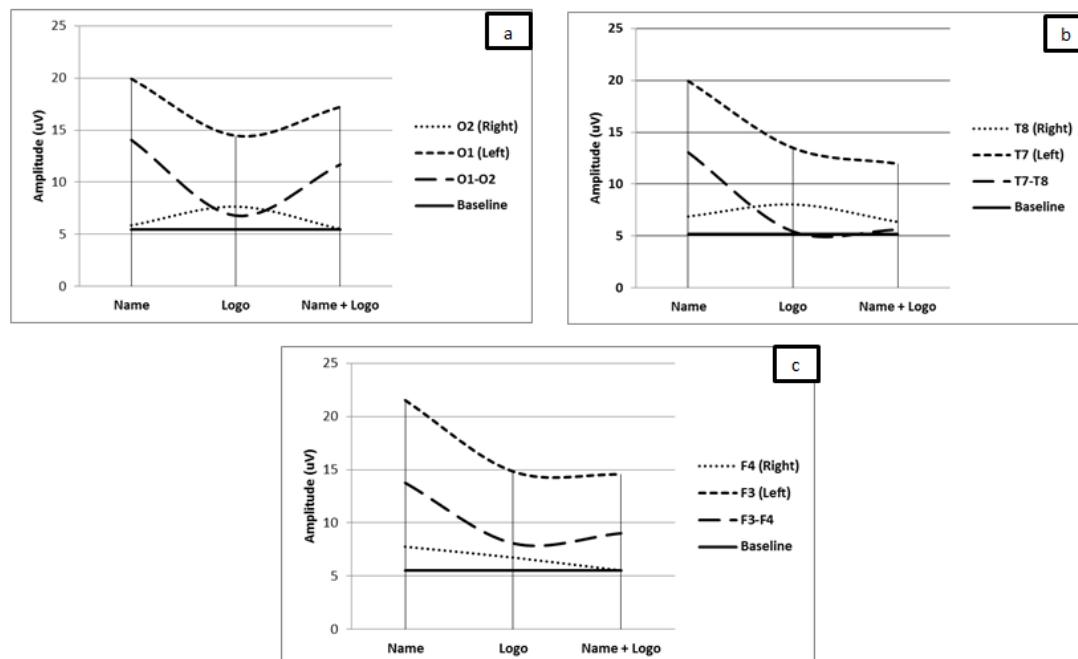 a
25
20
15
10
5
0
Amplitude (uV)
Name Logo Name + Logo
O2 (Right)
O1 (Left)
O1-O2
Baseline
b
25
20
15
10
5
0
Amplitude (uV)
Name Logo Name + Logo
T8 (Right)
T7 (Left)
T7-T8
Baseline
c
25
20
15
10
5
0
Amplitude (uV)
Name Logo Name + Logo
F4 (Right)
F3 (Left)
F3-F4
Baseline